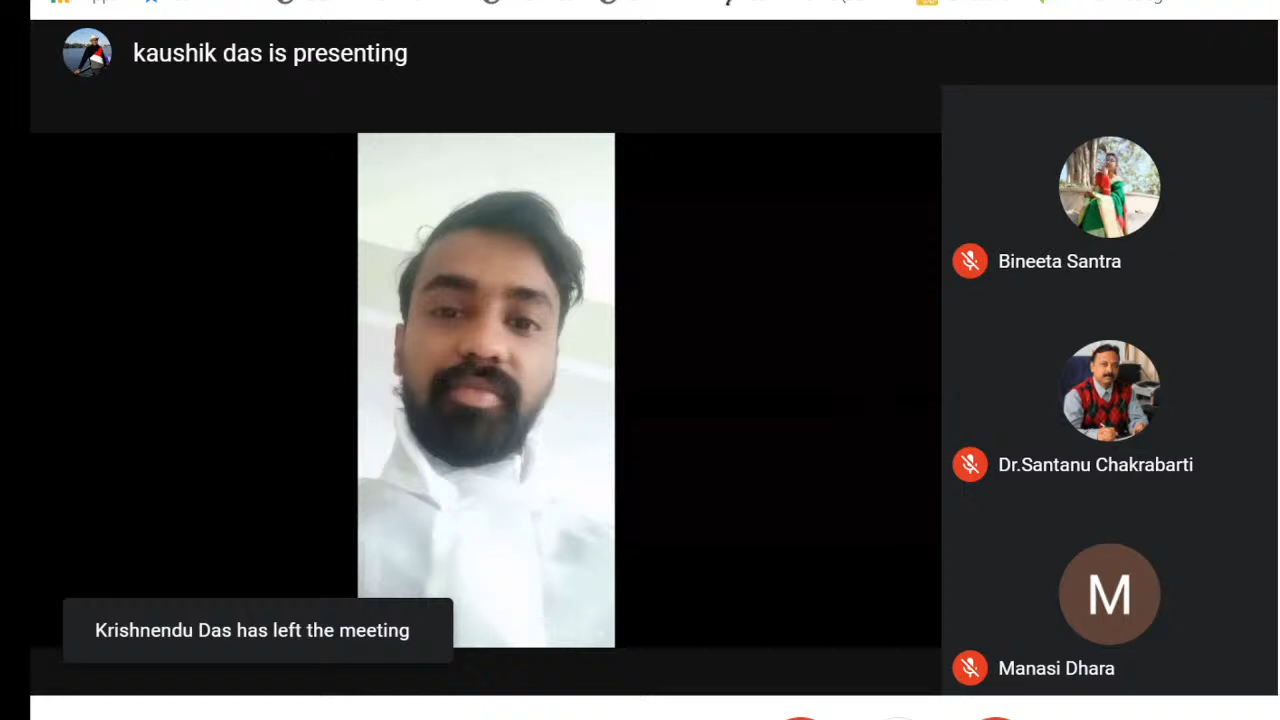 kaushik das is presenting
Bineeta Santra
Dr.Santanu Chakrabarti
M
Manasi Dhara
Krishnendu Das has left the meeting